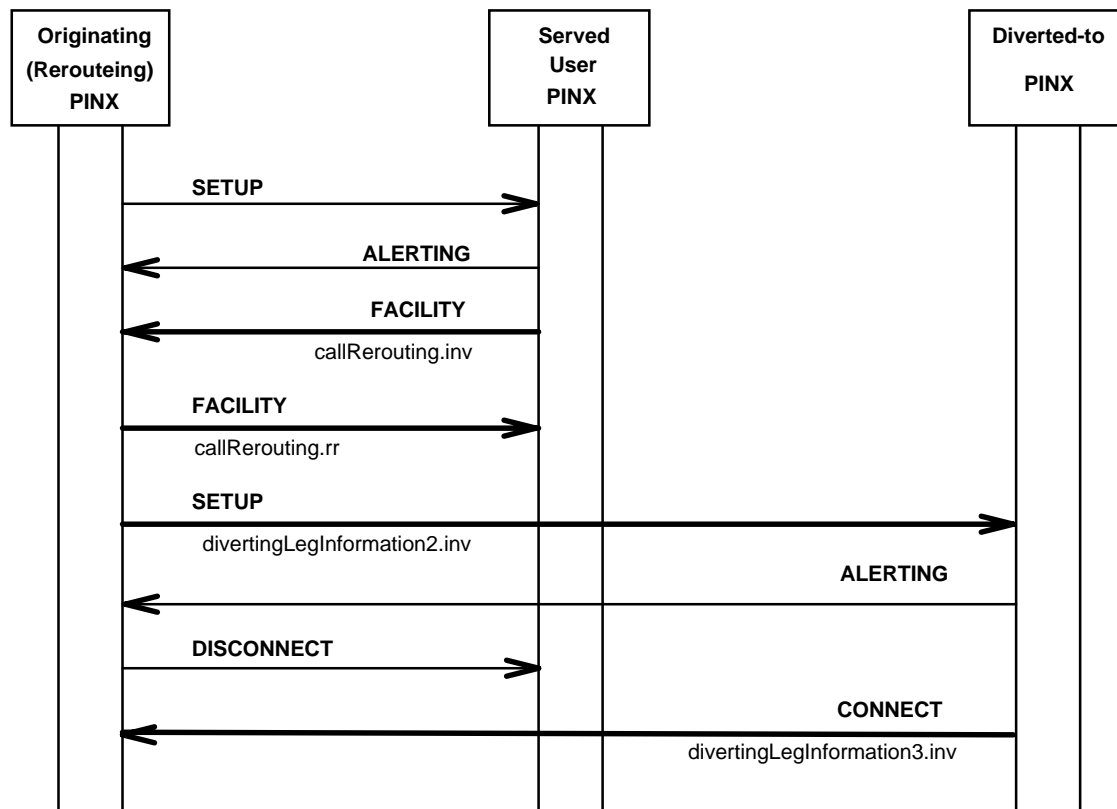 Originating
(Rerouteing)
PINX
Served
User
PINX
Diverted-to
PINX
SETUP
ALERTING
FACILITY
callRerouting.inv
FACILITY
callRerouting.rr
SETUP
divertingLegInformation2.inv
ALERTING
DISCONNECT
CONNECT
divertingLegInformation3.inv